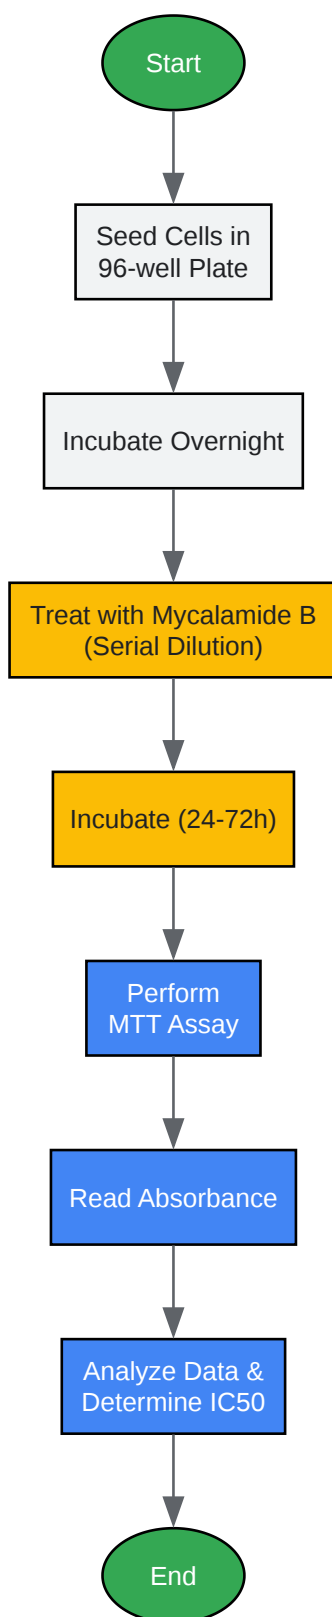 Start
Seed Cells in
96-well Plate
Incubate Overnight
Treat with Mycalamide B
(Serial Dilution)
Incubate (24-72h)
Perform
MTT Assay
Read Absorbance
Analyze Data &
Determine IC50
End